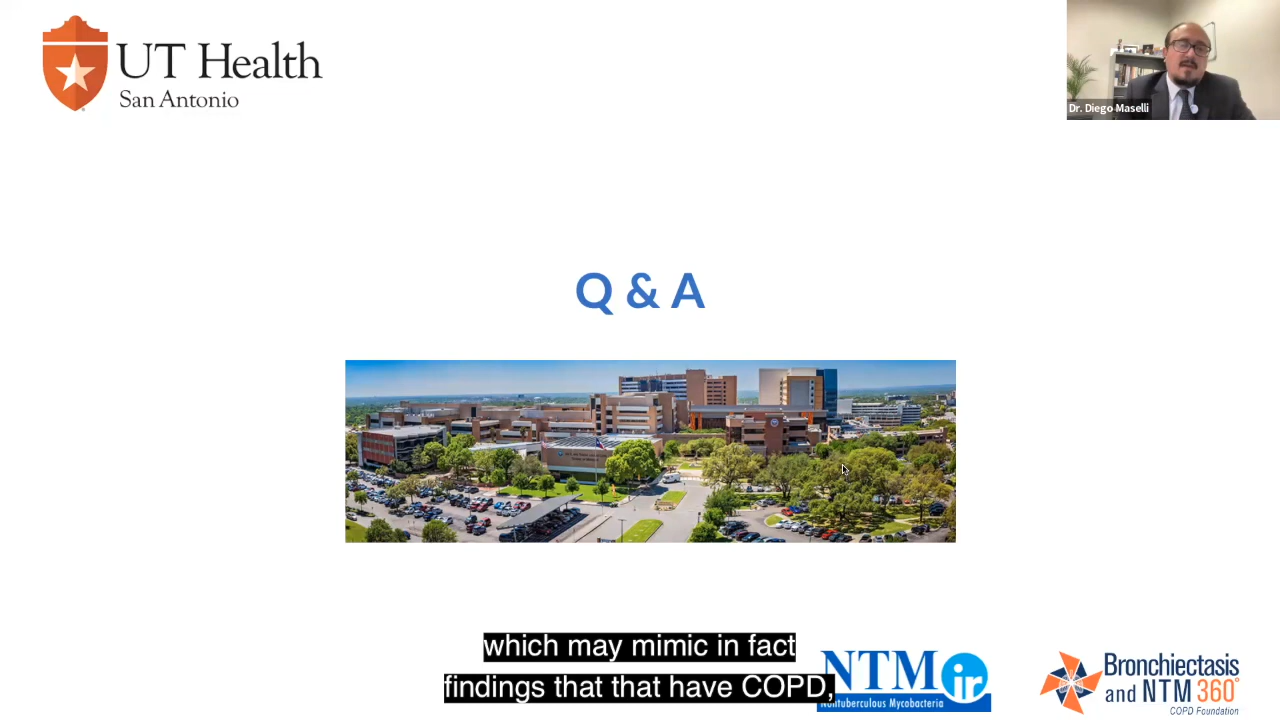 UT Health
San Antonio
Dr. Diego Maselli
Q & A
which may mimic in fact
findings that that have COPD,
NTM ir
Nontuberculous Mycobacteria
Bronchiectasis
and NTM 360°
COPD Foundation